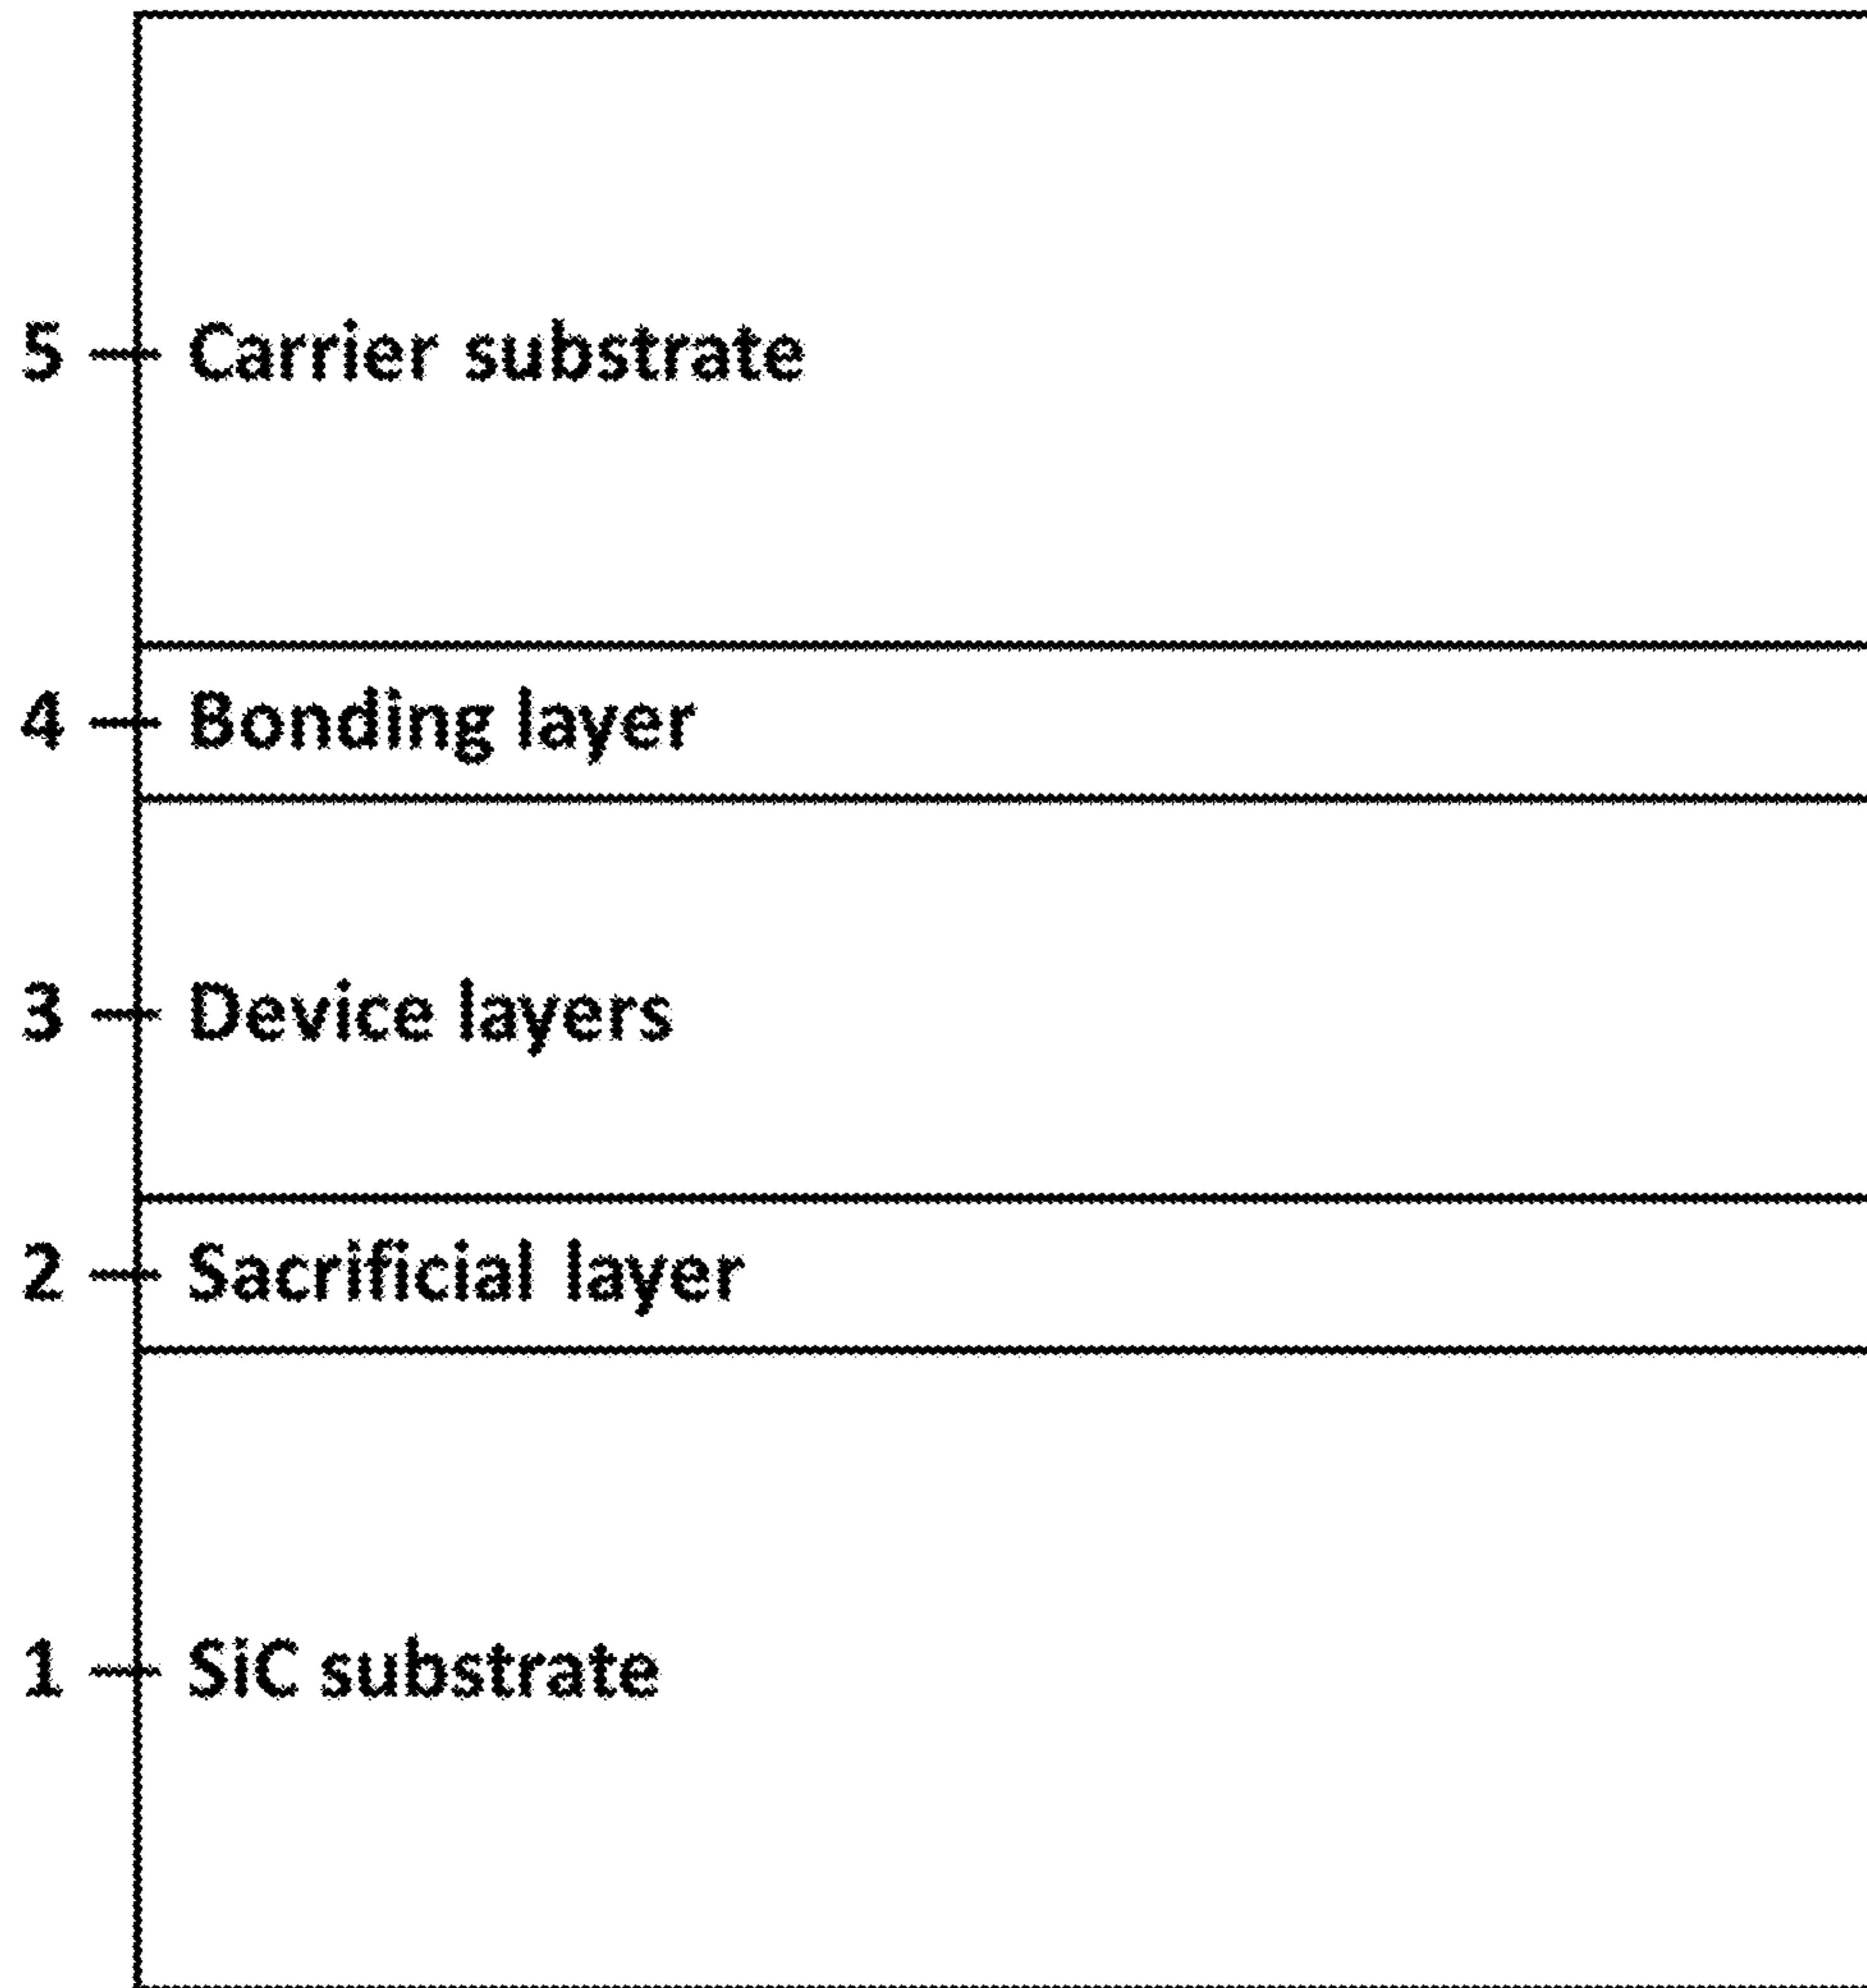 5 Carrier substrate
4 Bonding layer
3 Device layers
2 Sacrificial layer
1 SiC substrate